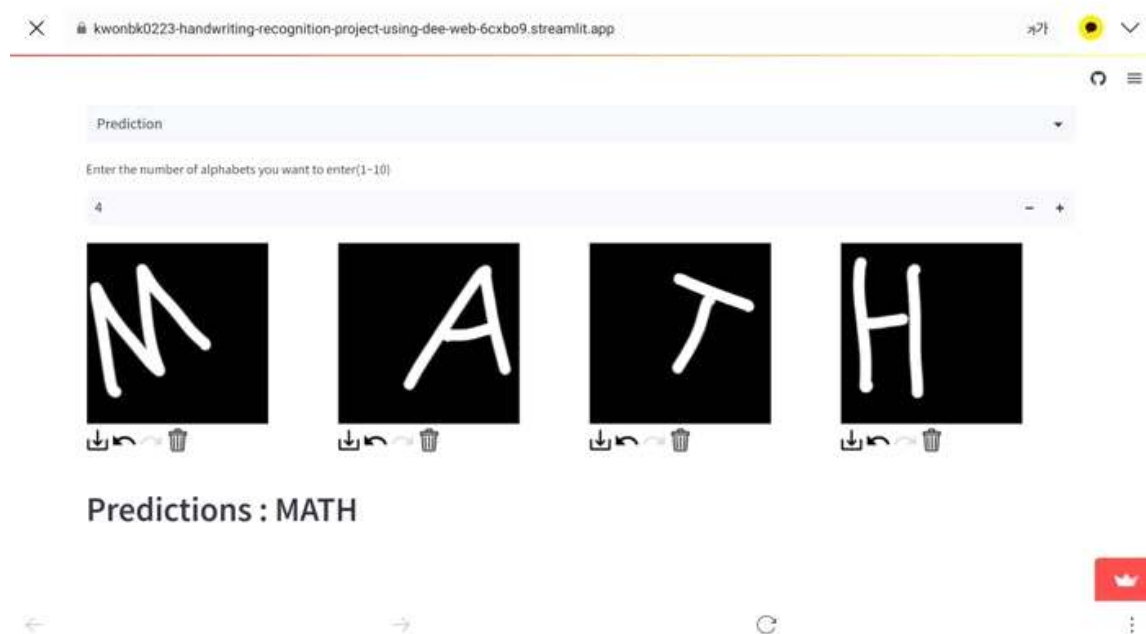 kwonbk0223-handwriting-recognition-project-using-dee-web-6cxbo9.streamlit.app 가
Prediction
Enter the number of alphabets you want to enter(1~10)
4 - +
M A T H
Predictions : MATH